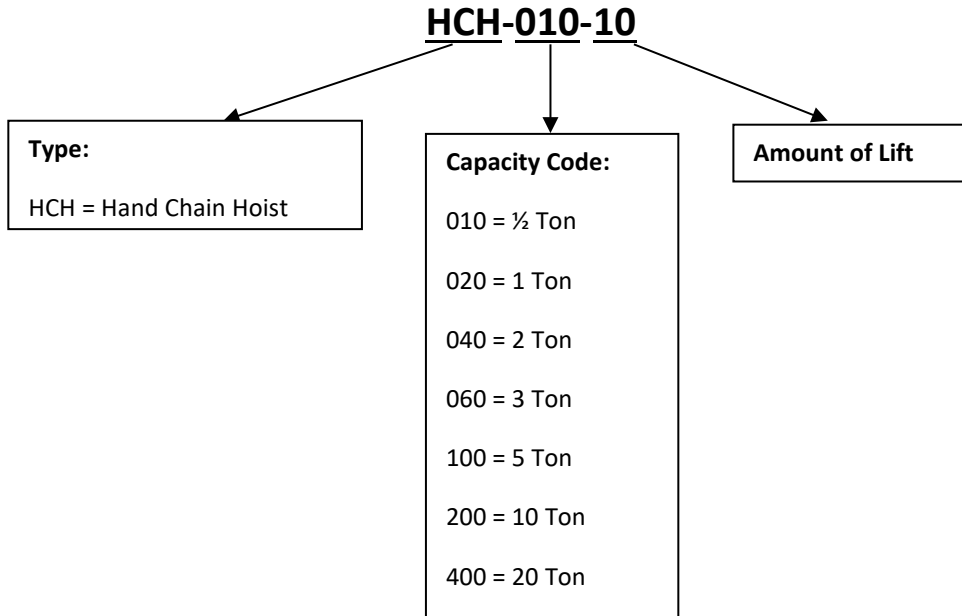 HCH-010-10
Type:
HCH = Hand Chain Hoist
Capacity Code:
010 = ½ Ton
020 = 1 Ton
040 = 2 Ton
060 = 3 Ton
100 = 5 Ton
200 = 10 Ton
400 = 20 Ton
Amount of Lift